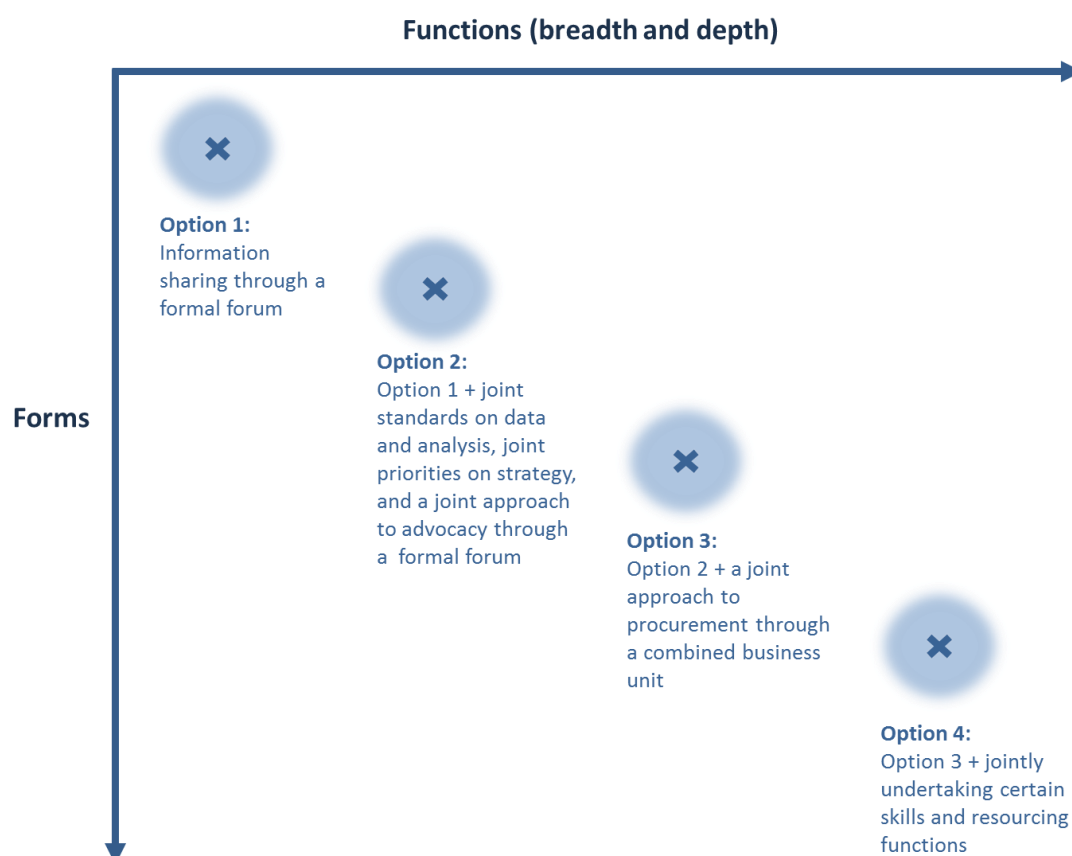 Functions (breadth and depth)
Option 1:
Information
sharing through a
formal forum
Option 2:
Option 1 + joint
standards on data
and analysis, joint
priorities on strategy,
and a joint approach
to advocacy through
a formal forum
Forms
Option 3:
Option 2 + a joint
approach to
procurement through
a combined business
unit
Option 4:
Option 3 + jointly
undertaking certain
skills and resourcing
functions